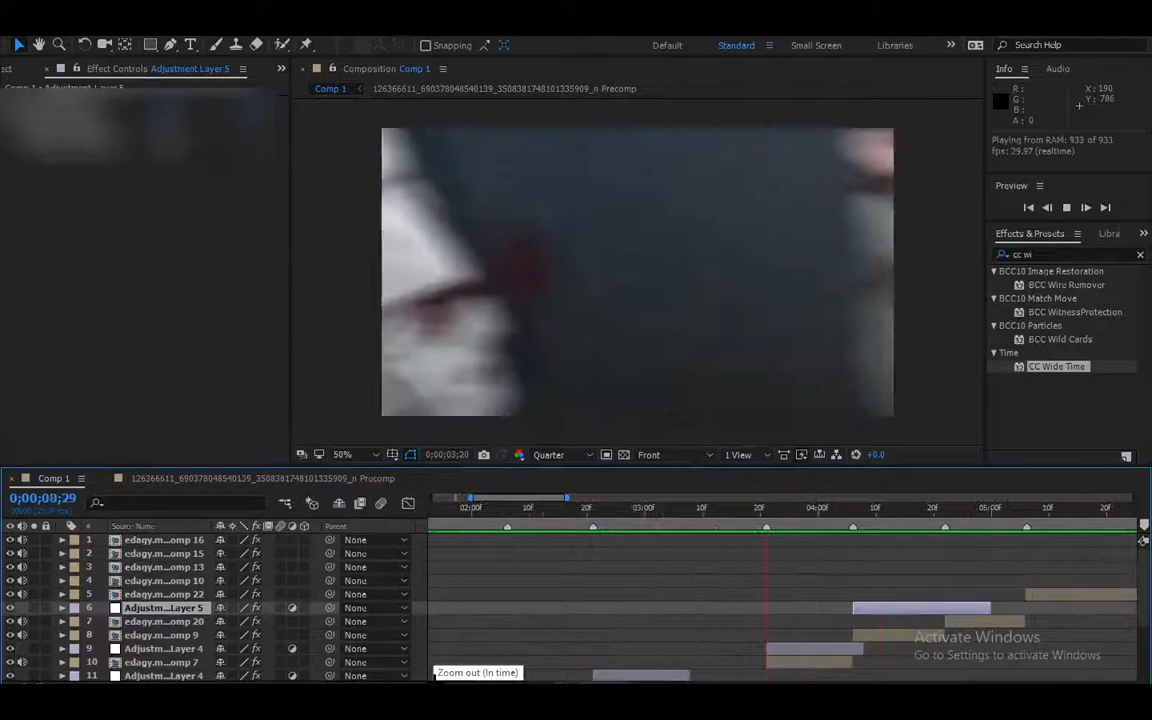 Snapping
Default
Standard
Small Screen
Libraries
Search Help
Effect Controls Adjustment Layer 5
Composition Comp 1
Info
Audio
Comp 1
126366611_690378048540139_3508381748101335909_n Precomp
R:
G:
B:
A: 0
X: 190
Y: 786
Playing from RAM: 933 of 933
fps: 29.97 (realtime)
Preview
Effects & Presets
Libra
cc wi
BCC10 Image Restoration
BCC Wire Remover
BCC10 Match Move
BCC WitnessProtection
BCC10 Particles
BCC Wild Cards
Time
CC Wide Time
50%
0;00;03;20
Quarter
Front
1 View
+0.0
Comp 1
126366611_690378048540139_3508381748101335909_n Precomp
0;00;08;29
02:00f
10f
20f
03:00f
10f
20f
04:00f
10f
20f
05:00f
10f
20f
#
Source Name
Parent
1 edagy.m...omp 16 None
2 edagy.m...omp 15 None
3 edagy.m...omp 13 None
4 edagy.m...omp 10 None
5 edagy.m...omp 22 None
6 Adjustm...Layer 5 None
7 edagy.m...omp 20 None
8 edagy.m...omp 9 None
9 Adjustm...Layer 4 None
10 edagy.m...omp 7 None
11 Adjustm...Layer 4 None
Zoom out (In time)
Activate Windows
Go to Settings to activate Windows